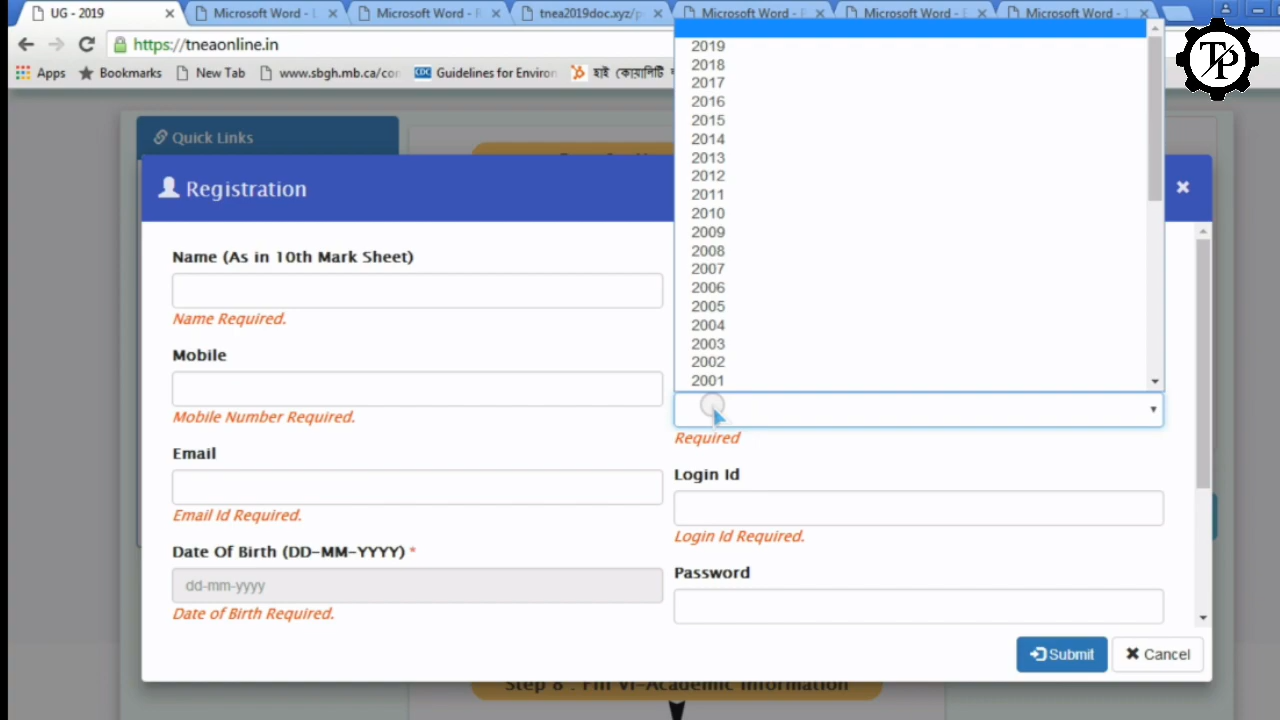 UG - 2019
Microsoft Word -
Microsoft Word -
tnea2019doc.xyz/p
Microsoft Word -
Microsoft Word -
Microsoft Word -
https://tneaonline.in
TP
Apps Bookmarks New Tab www.sbgh.mb.ca/cor CDC Guidelines for Environ হাই কোয়ালিটি
Quick Links
Registration
Name (As in 10th Mark Sheet)
Name Required.
Mobile
Mobile Number Required.
Email
Email Id Required.
Date Of Birth (DD-MM-YYYY) *
dd-mm-yyyy
Date of Birth Required.
2019
2018
2017
2016
2015
2014
2013
2012
2011
2010
2009
2008
2007
2006
2005
2004
2003
2002
2001
Required
Login Id
Login Id Required.
Password
Submit Cancel
Step 8 : Fill VI-Academic Information